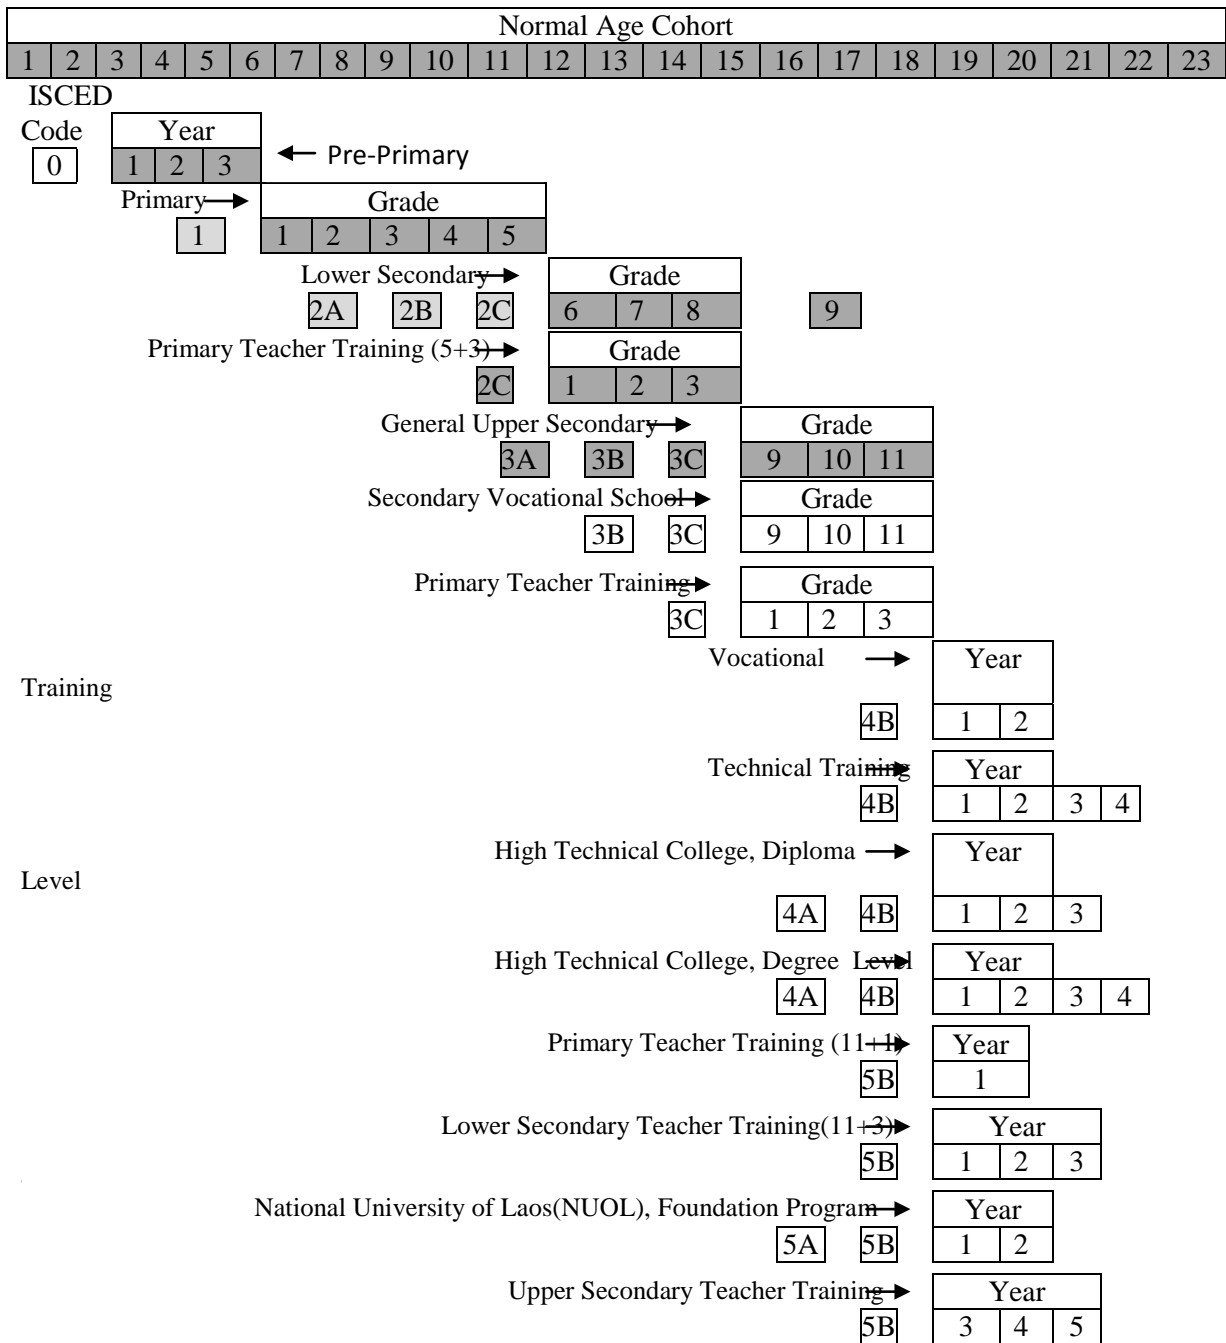 Normal Age Cohort
1 2 3 4 5 6 7 8 9 10 11 12 13 14 15 16 17 18 19 20 21 22 23
ISCED
Code Year
0 1 2 3 Pre-Primary
Primary Grade
1 1 2 3 4 5
Lower Secondary Grade
2A 2B 2C 6 7 8 9
Primary Teacher Training (5+3) Grade
2C 1 2 3
General Upper Secondary Grade
3A 3B 3C 9 10 11
Secondary Vocational School Grade
3B 3C 9 10 11
Primary Teacher Training Grade
3C 1 2 3
Vocational Year
Training
4B 1 2
Technical Training Year
4B 1 2 3 4
High Technical College, Diploma Year
Level
4A 4B 1 2 3
High Technical College, Degree Level Year
4A 4B 1 2 3 4
Primary Teacher Training (11+1) Year
5B 1
Lower Secondary Teacher Training(11+3) Year
5B 1 2 3
National University of Laos(NUOL), Foundation Program Year
5A 5B 1 2
Upper Secondary Teacher Training Year
5B 3 4 5